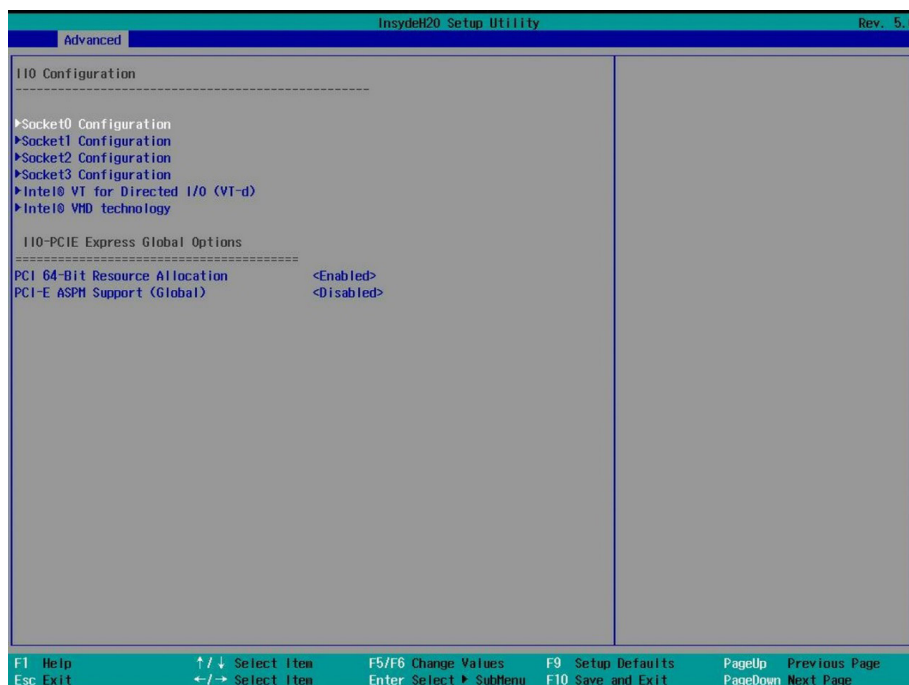 InsydeH20 Setup Utility Rev. 5.
Advanced
IIO Configuration
--------------------------------------------------
▶Socket0 Configuration
▶Socket1 Configuration
▶Socket2 Configuration
▶Socket3 Configuration
▶Intel® VT for Directed I/O (VT-d)
▶Intel® VMD technology
IIO-PCIE Express Global Options
========================================
PCI 64-Bit Resource Allocation <Enabled>
PCI-E ASPM Support (Global) <Disabled>
F1 Help ↑/↓ Select Item F5/F6 Change Values F9 Setup Defaults PageUp Previous Page
Esc Exit ←/→ Select Item Enter Select ▶ SubMenu F10 Save and Exit PageDown Next Page